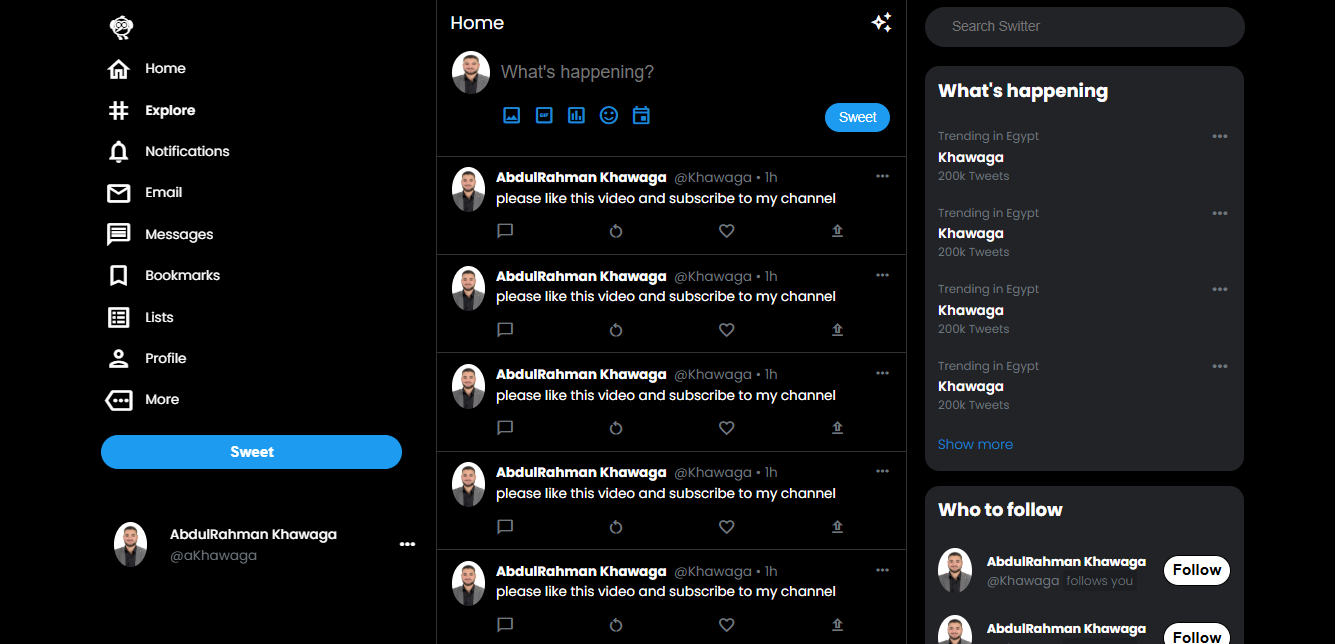 Home
Explore
Notifications
Email
Messages
Bookmarks
Lists
Profile
More
Sweet
AbdulRahman Khawaga
@aKhawaga
Home
What's happening?
GIF
Sweet
AbdulRahman Khawaga @Khawaga • 1h
please like this video and subscribe to my channel
AbdulRahman Khawaga @Khawaga • 1h
please like this video and subscribe to my channel
AbdulRahman Khawaga @Khawaga • 1h
please like this video and subscribe to my channel
AbdulRahman Khawaga @Khawaga • 1h
please like this video and subscribe to my channel
AbdulRahman Khawaga @Khawaga • 1h
please like this video and subscribe to my channel
Search Switter
What's happening
Trending in Egypt
Khawaga
200k Tweets
Trending in Egypt
Khawaga
200k Tweets
Trending in Egypt
Khawaga
200k Tweets
Trending in Egypt
Khawaga
200k Tweets
Show more
Who to follow
AbdulRahman Khawaga
@Khawaga follows you
Follow
AbdulRahman Khawaga
Follow